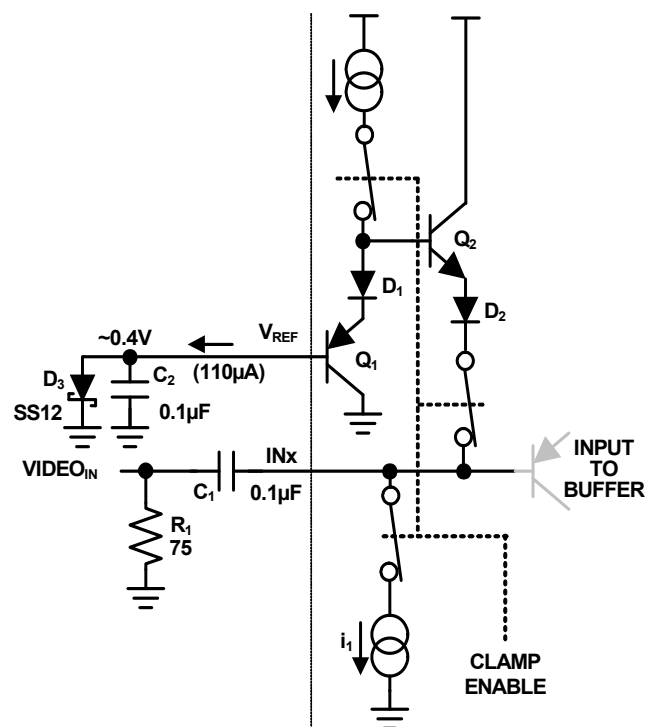 Q2
D1
D2
~0.4V
VREF
(110µA)
Q1
D3
SS12
C2
0.1µF
VIDEOIN
C1
INx
0.1µF
INPUT
TO
BUFFER
R1
75
i1
CLAMP
ENABLE